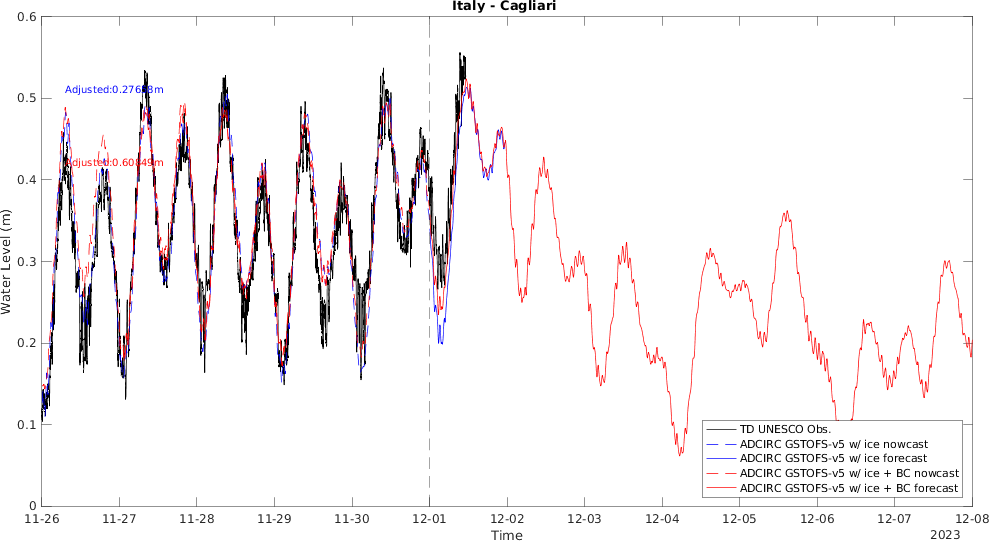 Italy - Cagliari
0.6
0.5
0.4
0.3
0.2
0.1
0
Water Level (m)
Adjusted:0.27
m
Adjusted:0.60849m
TD UNESCO Obs.
ADCIRC GSTOFS-v5 w/ ice nowcast
ADCIRC GSTOFS-v5 w/ ice forecast
ADCIRC GSTOFS-v5 w/ ice + BC nowcast
ADCIRC GSTOFS-v5 w/ ice + BC forecast
11-26 11-27 11-28 11-29 11-30 12-01 12-02 12-03 12-04 12-05 12-06 12-07 12-08
Time
2023